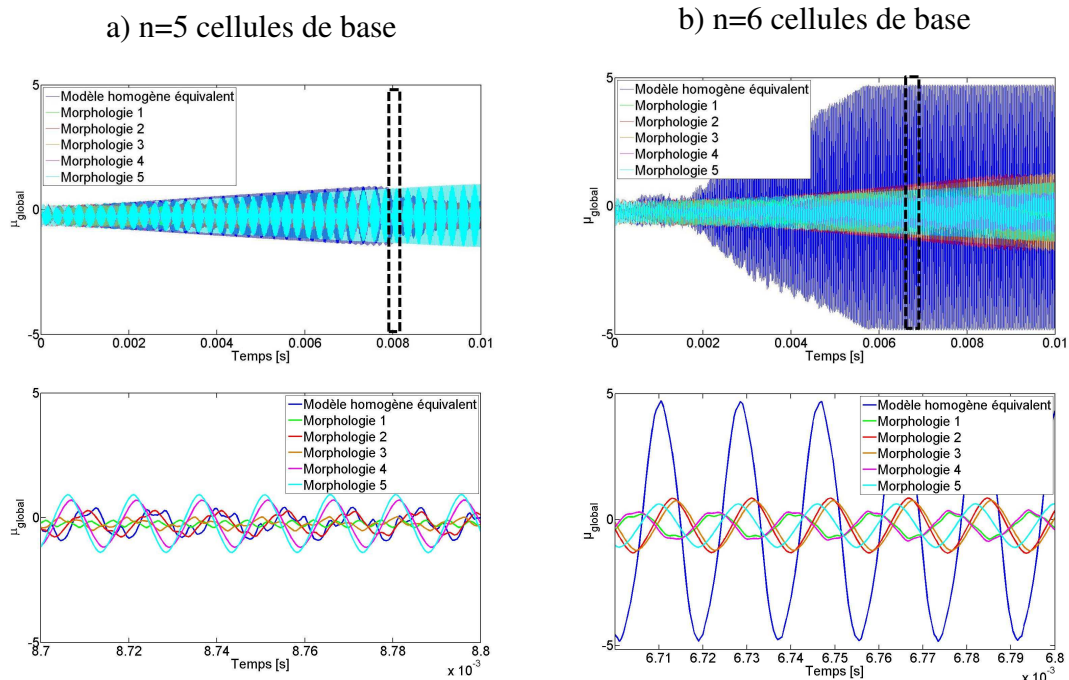 a) n=5 cellules de base
b) n=6 cellules de base
5
Modèle homogène équivalent
Morphologie 1
Morphologie 2
Morphologie 3
Morphologie 4
Morphologie 5
μglobal
0
-5
0 0.002 0.004 0.006 0.008 0.01
Temps [s]
5
Modèle homogène équivalent
Morphologie 1
Morphologie 2
Morphologie 3
Morphologie 4
Morphologie 5
μglobal
0
-5
0 0.002 0.004 0.006 0.008 0.01
Temps [s]
5
Modèle homogène équivalent
Morphologie 1
Morphologie 2
Morphologie 3
Morphologie 4
Morphologie 5
μglobal
0
-5
8.7 8.72 8.74 8.76 8.78 8.8
Temps [s]
x 10⁻³
5
Modèle homogène équivalent
Morphologie 1
Morphologie 2
Morphologie 3
Morphologie 4
Morphologie 5
μglobal
0
-5
6.71 6.72 6.73 6.74 6.75 6.76 6.77 6.78 6.79 6.8
Temps [s]
x 10⁻³